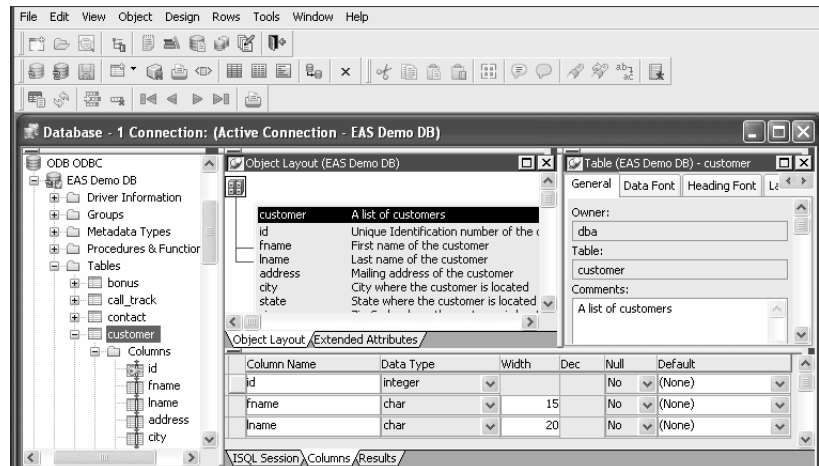 File Edit View Object Design Rows Tools Window Help
Database - 1 Connection: (Active Connection - EAS Demo DB)
ODB ODBC
EAS Demo DB
Driver Information
Groups
Metadata Types
Procedures & Function
Tables
bonus
call_track
contact
customer
Columns
id
fname
lname
address
city
Object Layout (EAS Demo DB)
customer A list of customers
id Unique Identification number of the c
fname First name of the customer
lname Last name of the customer
address Mailing address of the customer
city City where the customer is located
state State where the customer is located
Object Layout Extended Attributes
Table (EAS Demo DB) - customer
General Data Font Heading Font
Owner:
dba
Table:
customer
Comments:
A list of customers
Column Name Data Type Width Dec Null Default
id integer No (None)
fname char 15 No (None)
lname char 20 No (None)
ISQL Session Columns Results